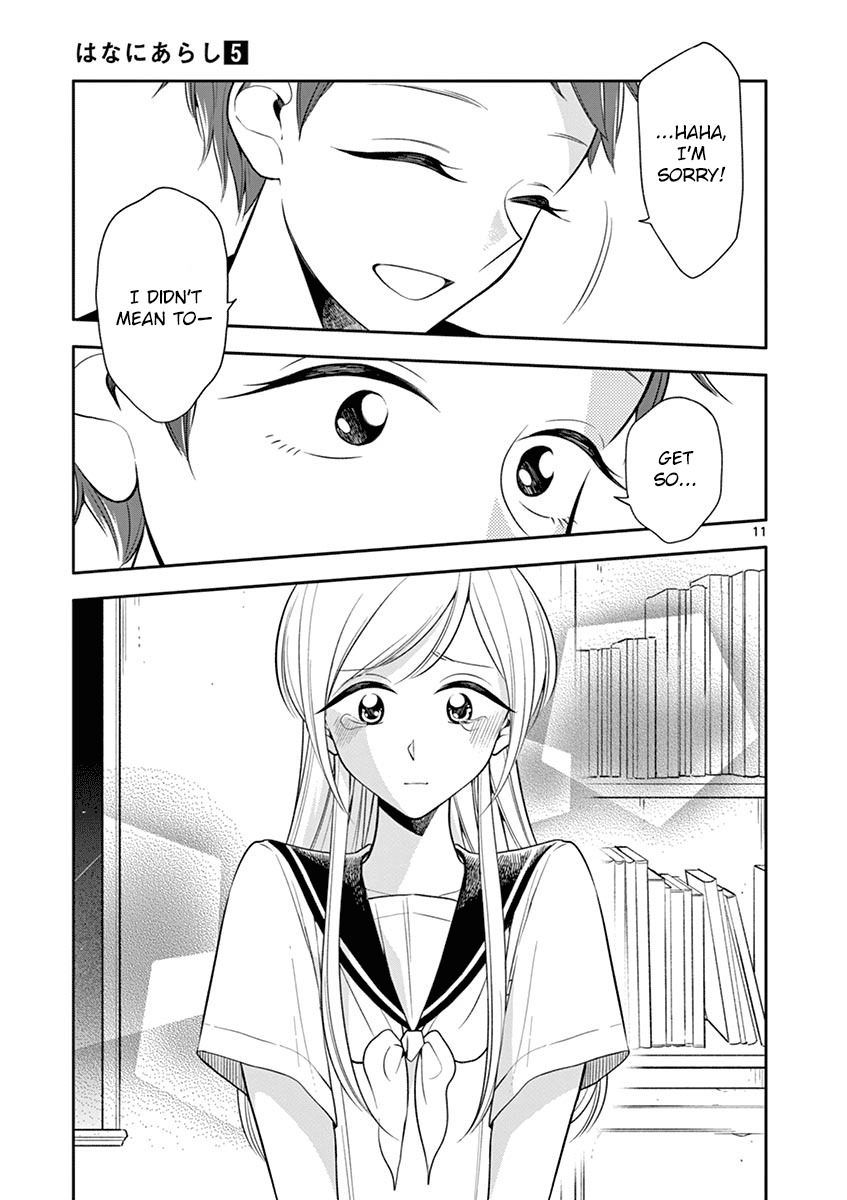 はなにあらし 5
...HAHA,
I'M
SORRY!
I DIDN'T
MEAN TO—
GET
SO...
11